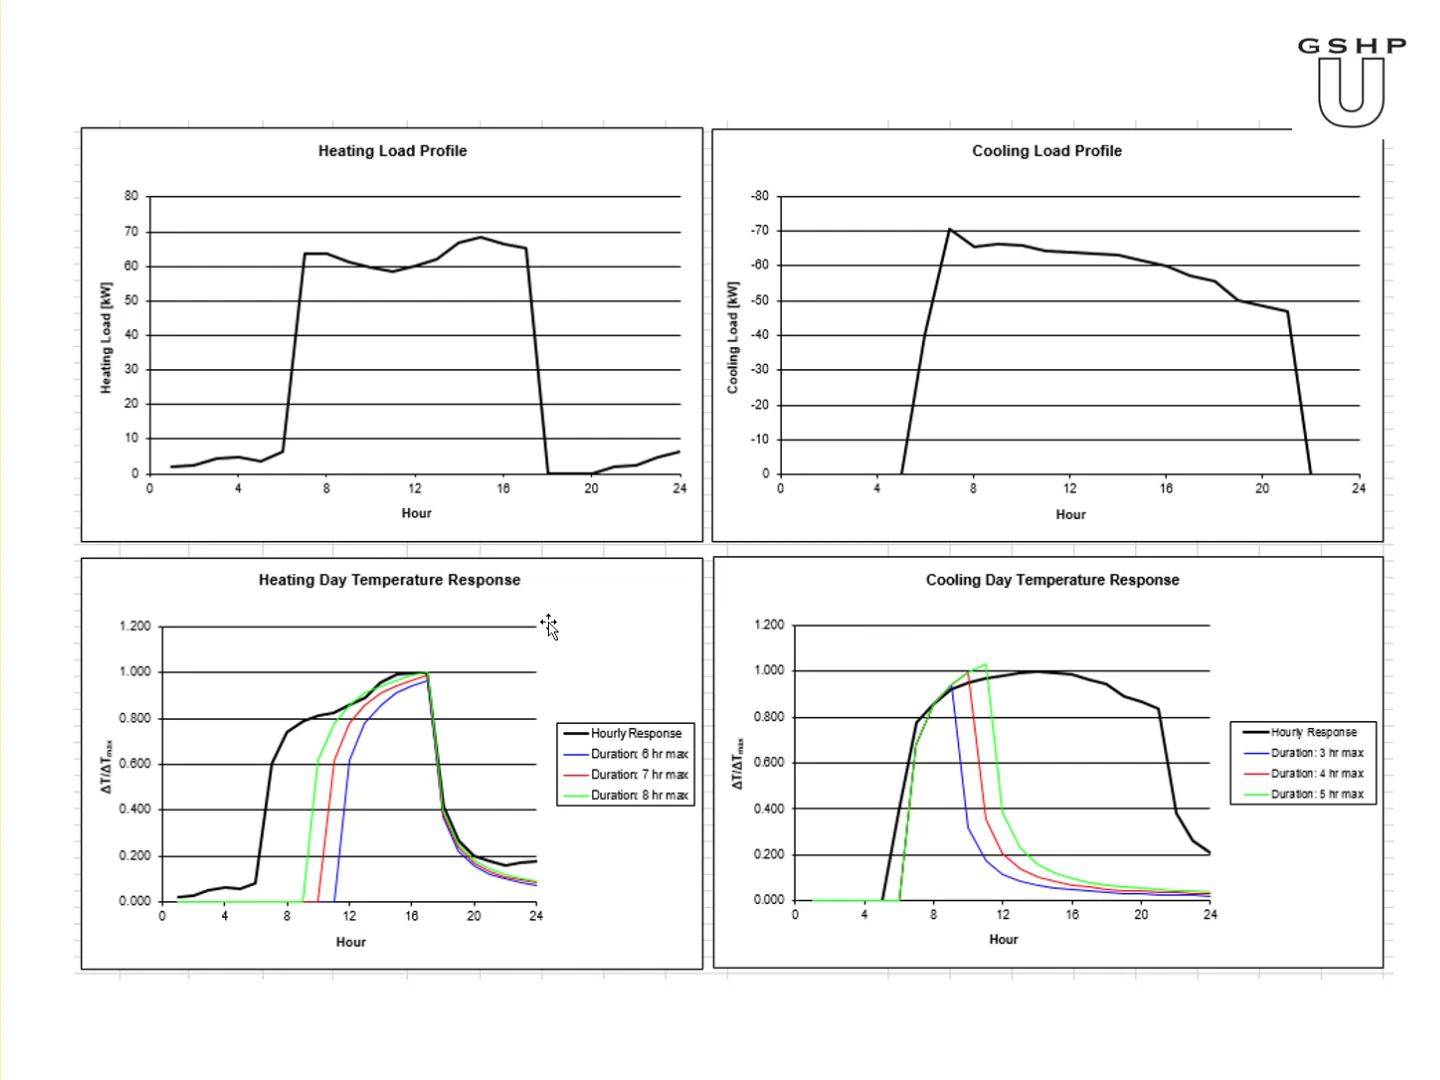 GSHP
U
Heating Load Profile
80
70
60
50
40
30
20
10
0
0 4 8 12 16 20 24
Heating Load [kW]
Hour
Cooling Load Profile
-80
-70
-60
-50
-40
-30
-20
-10
0
0 4 8 12 16 20 24
Cooling Load [kW]
Hour
Heating Day Temperature Response
1.200
1.000
0.800
0.600
0.400
0.200
0.000
0 4 8 12 16 20 24
ΔT/ΔTmax
Hour
Hourly Response
Duration: 6 hr max
Duration: 7 hr max
Duration: 8 hr max
Cooling Day Temperature Response
1.200
1.000
0.800
0.600
0.400
0.200
0.000
0 4 8 12 16 20 24
ΔT/ΔTmax
Hour
Hourly Response
Duration: 3 hr max
Duration: 4 hr max
Duration: 5 hr max